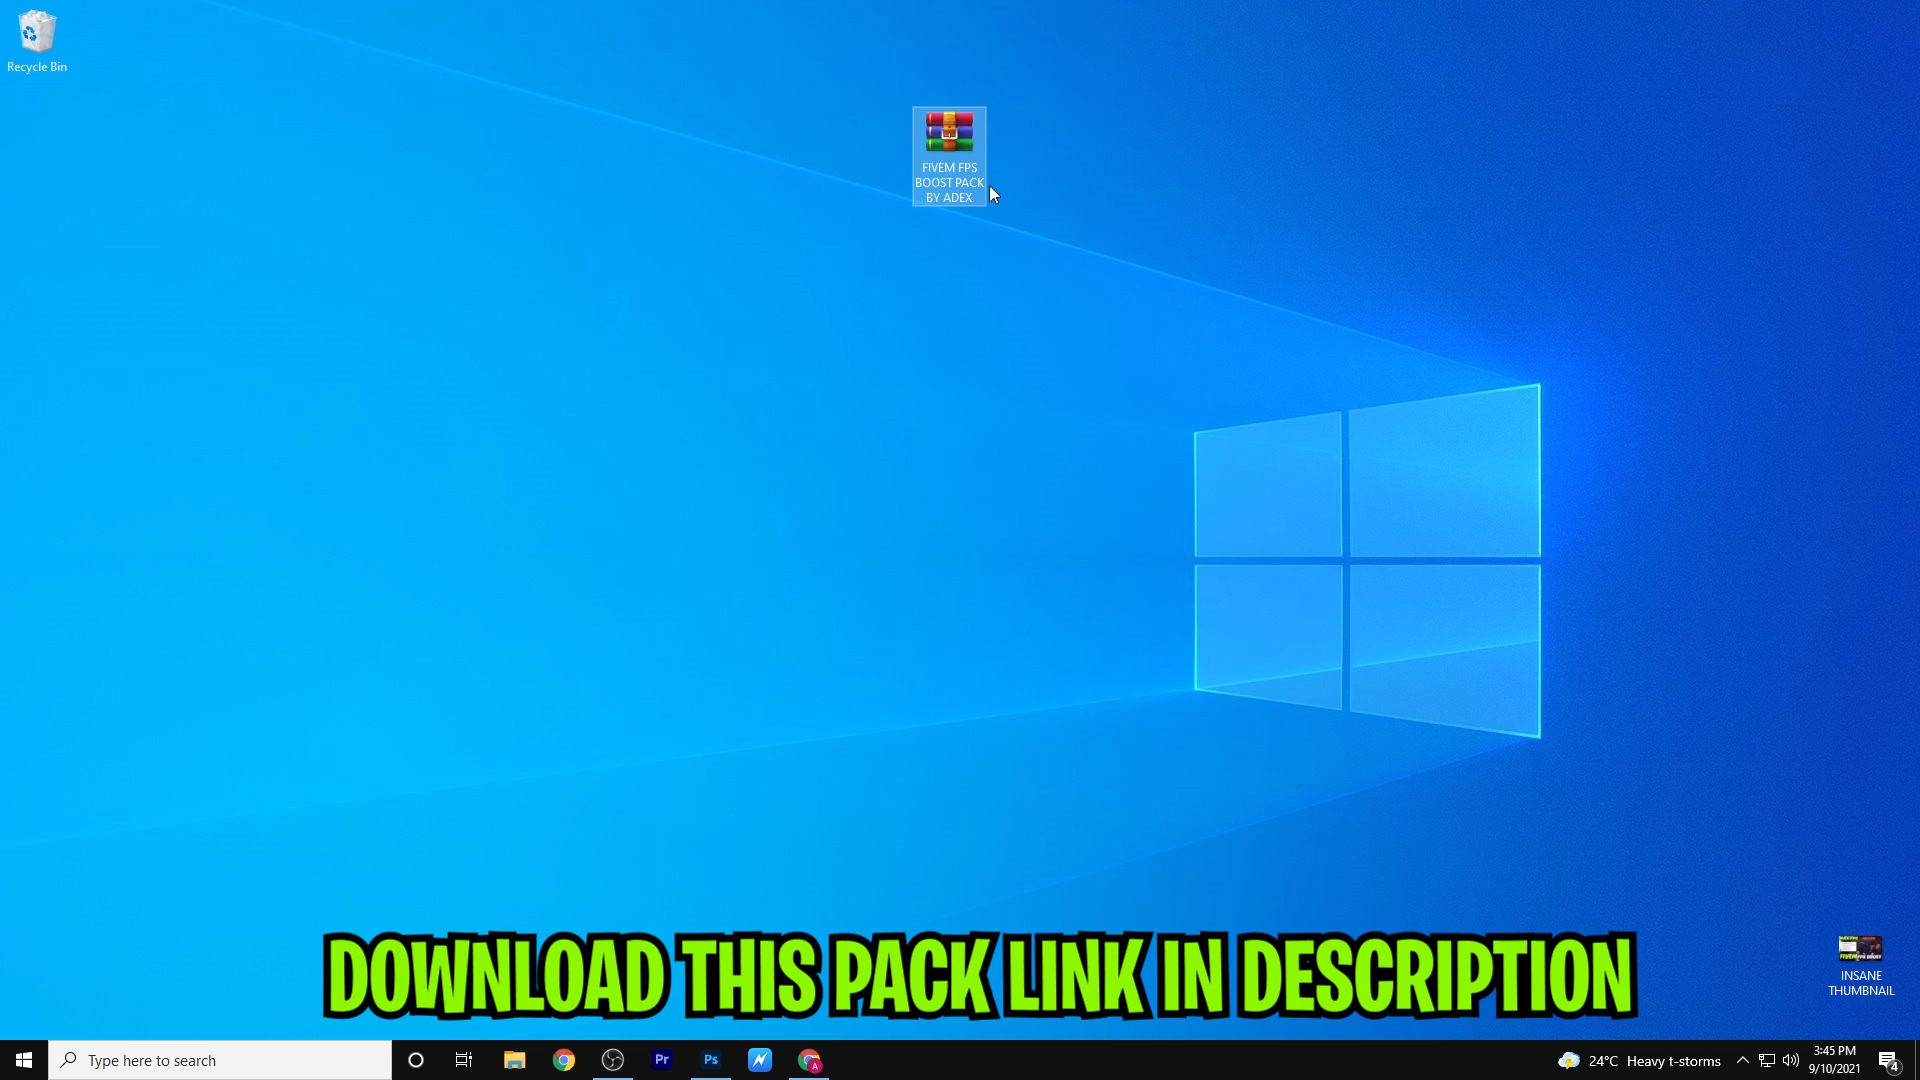 Recycle Bin
FIVEM FPS
BOOST PACK
BY ADEX
INSANE
THUMBNAIL
DOWNLOAD THIS PACK LINK IN DESCRIPTION
Type here to search
Pr
Ps
A
24°C Heavy t-storms
3:45 PM
9/10/2021
4